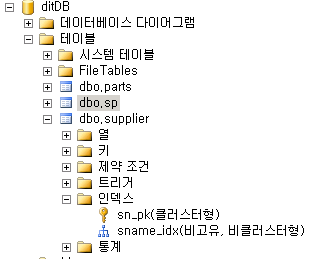 ditDB
데이터베이스 다이어그램
테이블
시스템 테이블
FileTables
dbo.parts
dbo.sp
dbo.supplier
열
키
제약 조건
트리거
인덱스
sn_pk(클러스터형)
sname_idx(비고유, 비클러스터형)
통계